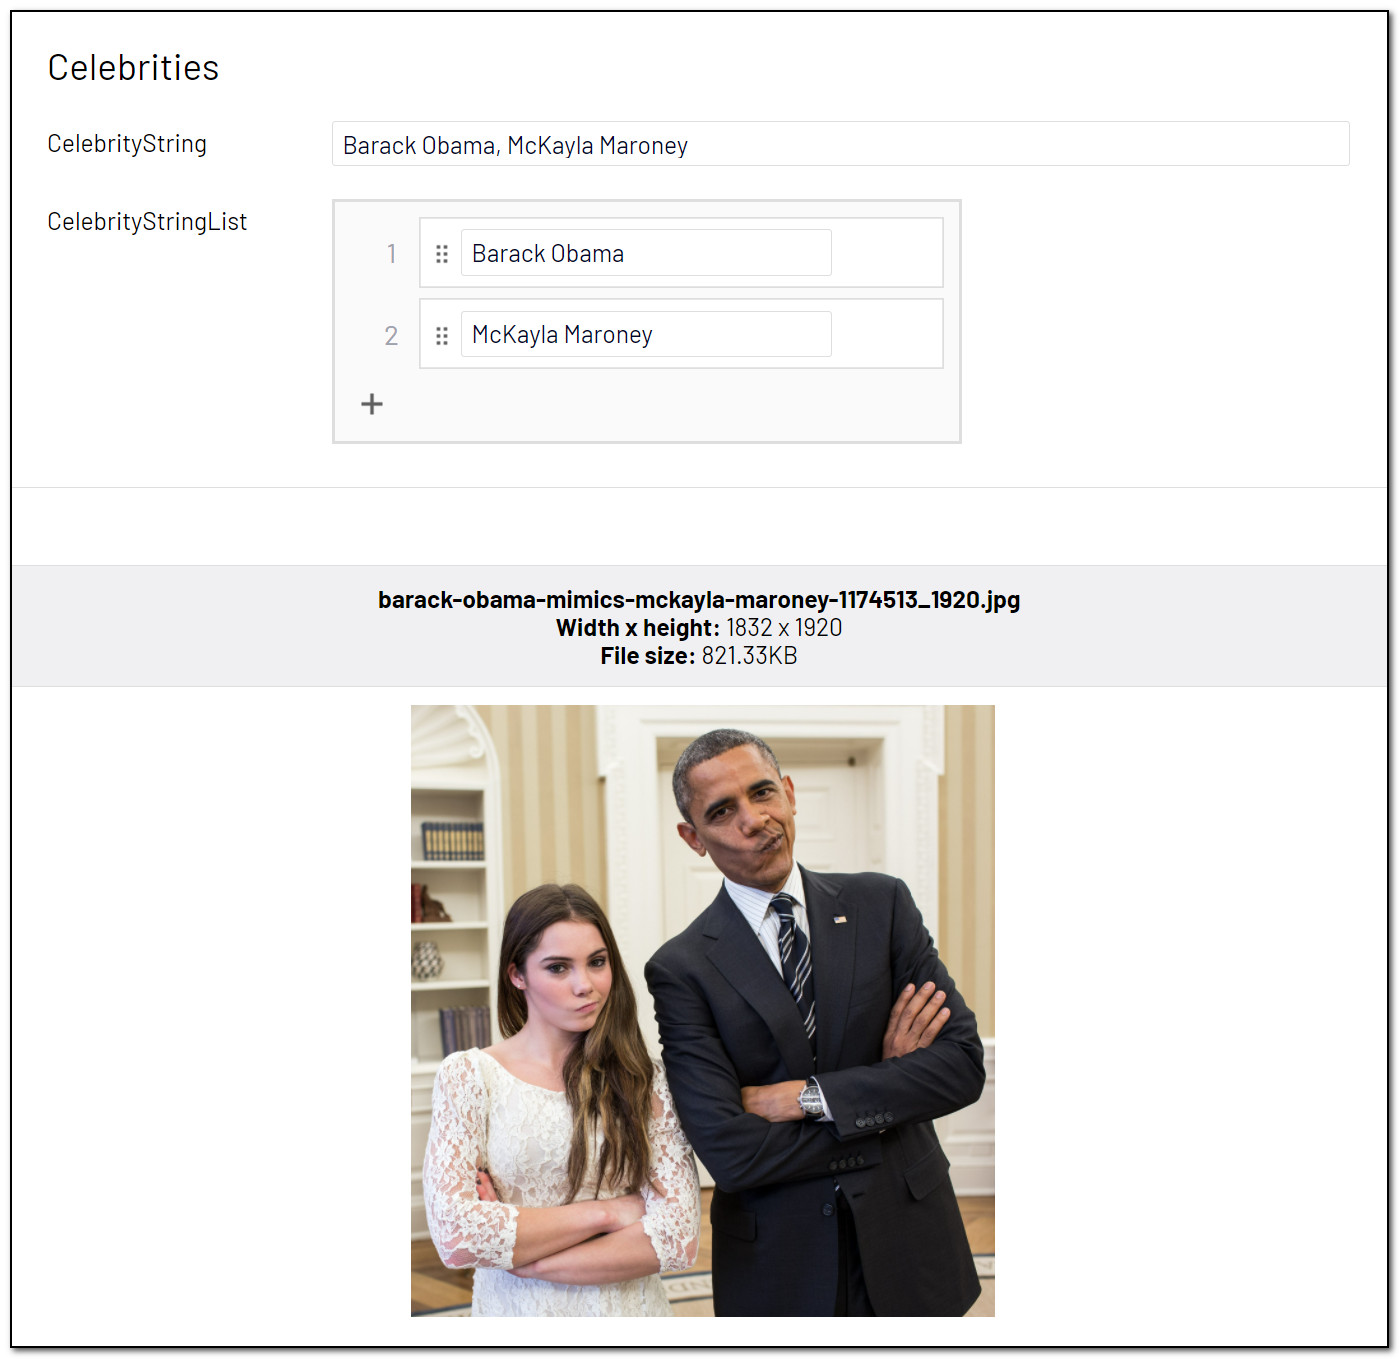 Celebrities
CelebrityString
Barack Obama, McKayla Maroney
CelebrityStringList
1
Barack Obama
2
McKayla Maroney
barack-obama-mimics-mckayla-maroney-1174513_1920.jpg
Width x height: 1832 x 1920
File size: 821.33KB